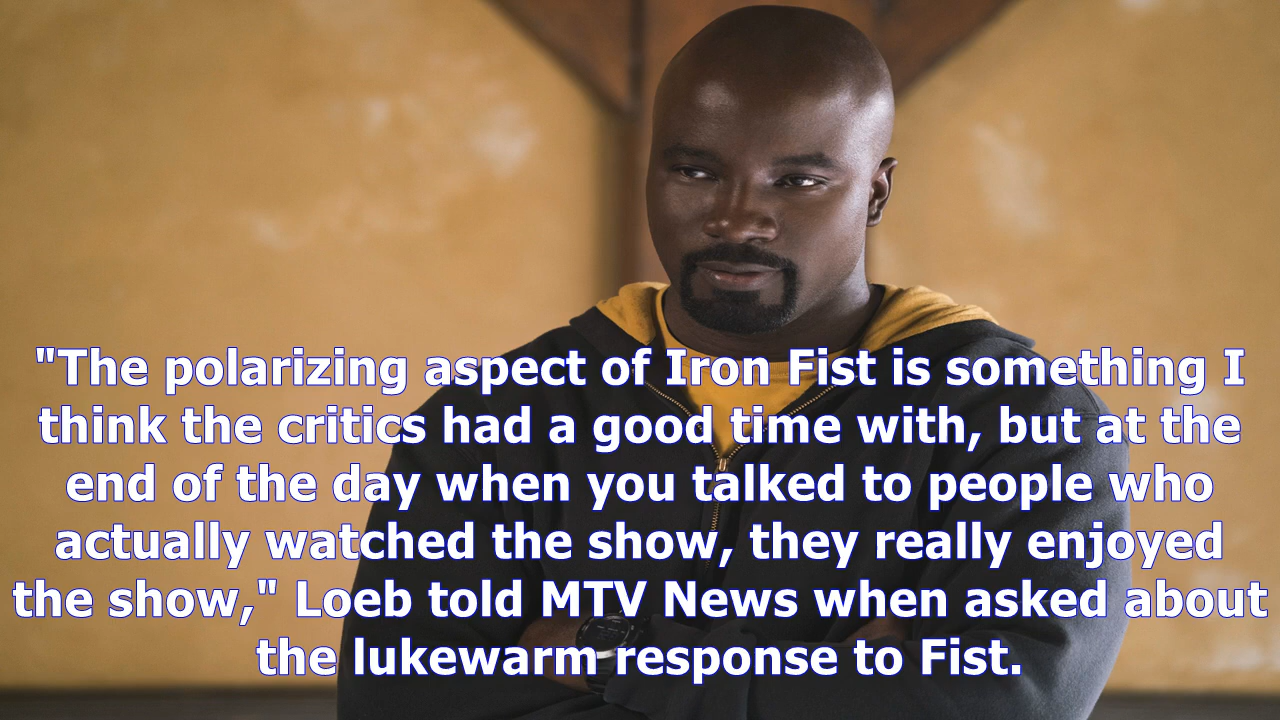 "The polarizing aspect of Iron Fist is something I
think the critics had a good time with, but at the
end of the day when you talked to people who
actually watched the show, they really enjoyed
the show," Loeb told MTV News when asked about
the lukewarm response to Fist.